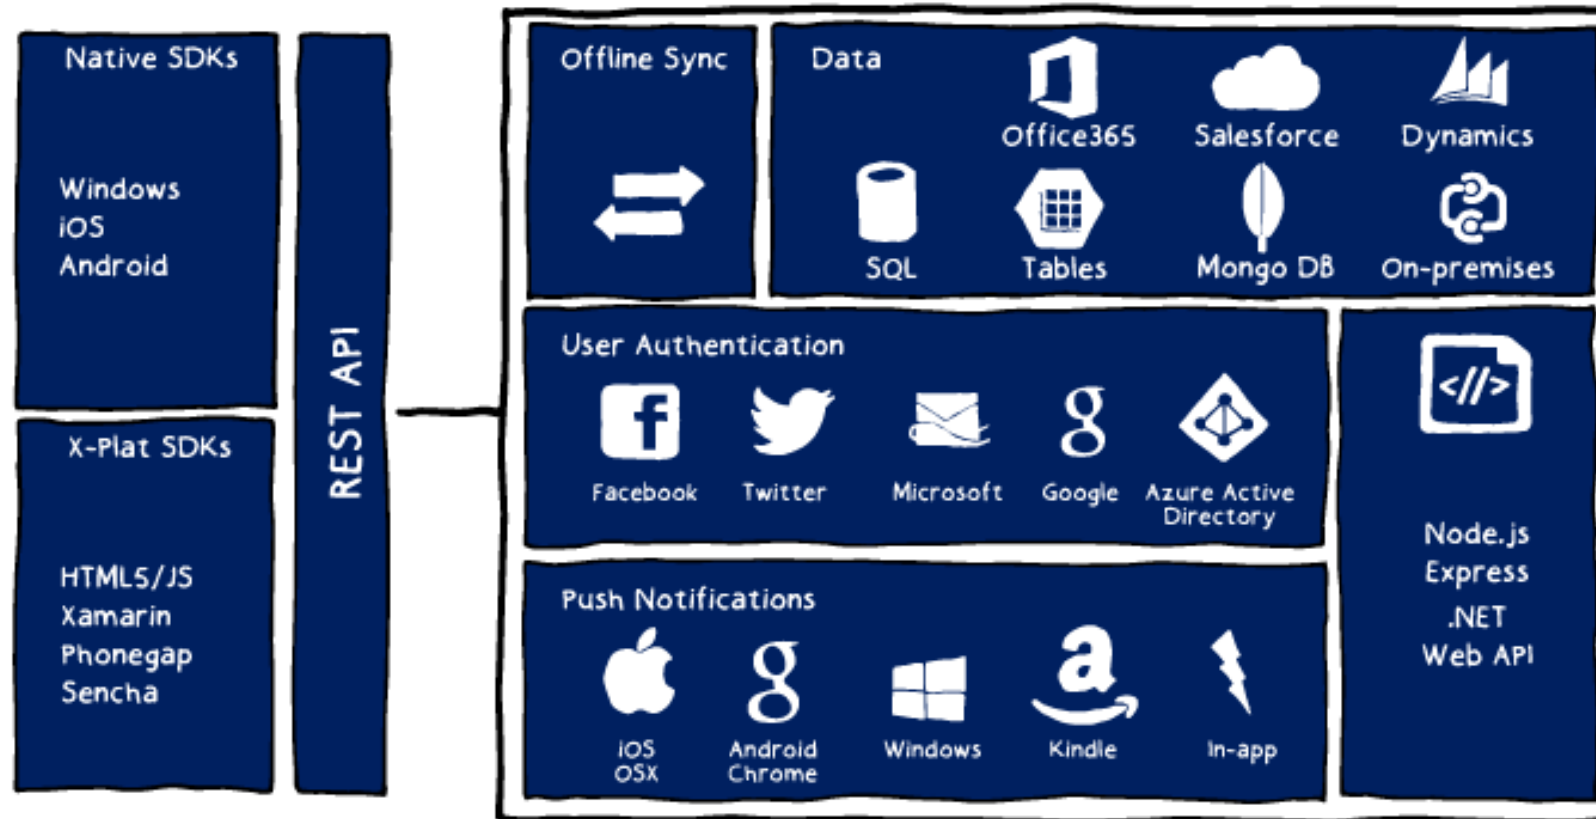 Native SDKs
Windows
iOS
Android
X-Plat SDKs
HTML5/JS
Xamarin
Phonegap
Sencha
REST API
Offline Sync
Data
Office365
Salesforce
Dynamics
SQL
Tables
Mongo DB
On-premises
User Authentication
Facebook
Twitter
Microsoft
Google
Azure Active
Directory
Push Notifications
iOS
OSX
Android
Chrome
Windows
Kindle
In-app
<//>
Node.js
Express
.NET
Web API